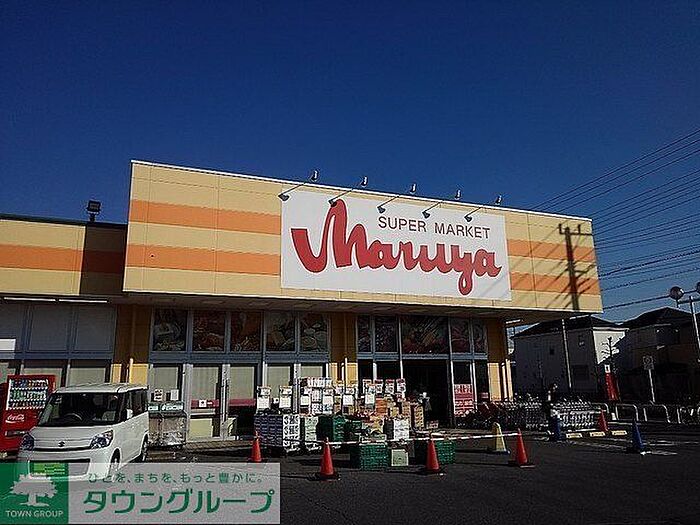 SUPER MARKET
Maruya
Coca-Cola
TOWN GROUP
ひとを、まちを、もっと豊かに。
タウングループ